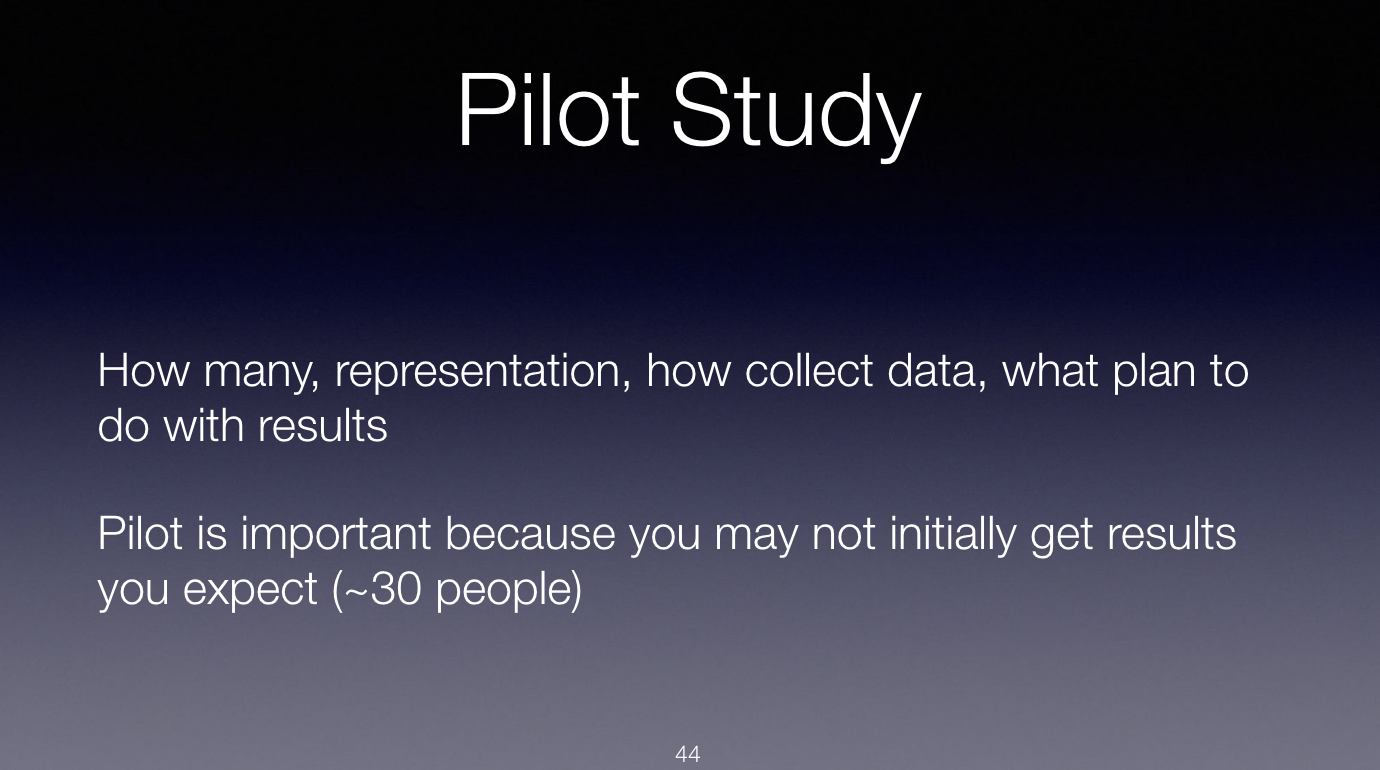 Pilot Study
How many, representation, how collect data, what plan to
do with results
Pilot is important because you may not initially get results
you expect (~30 people)
44